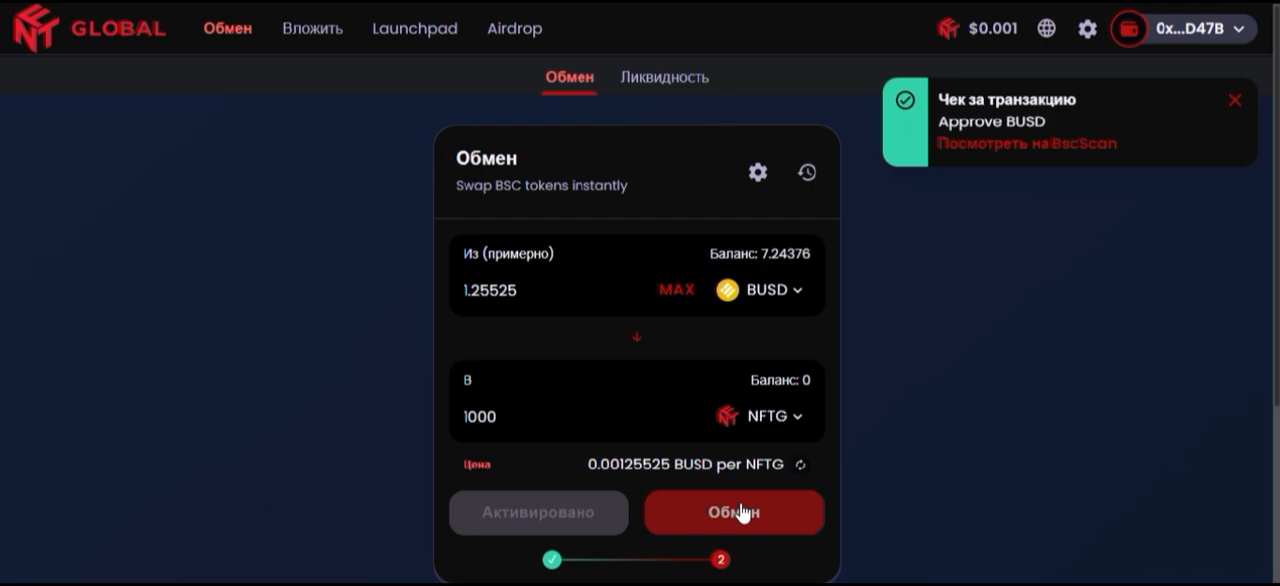 NFT GLOBAL Обмен Вложить Launchpad Airdrop $0.001 0x...D47B
Обмен Ликвидность
Чек за транзакцию
Approve BUSD
Посмотреть на BscScan
Обмен
Swap BSC tokens instantly
Из (примерно) Баланс: 7.24376
1.25525 MAX BUSD
В Баланс: 0
1000 NFTG
Цена 0.00125525 BUSD per NFTG
Активировано Обмен
2